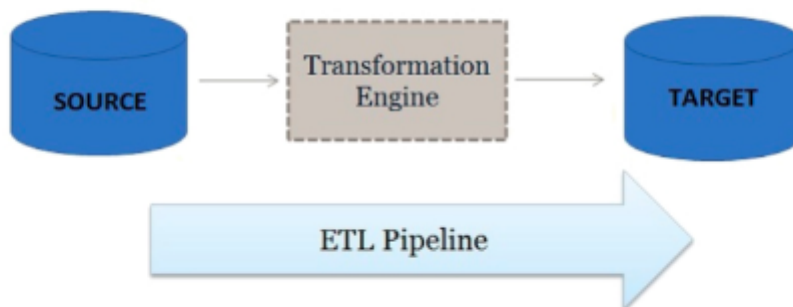 SOURCE
Transformation
Engine
TARGET
ETL Pipeline